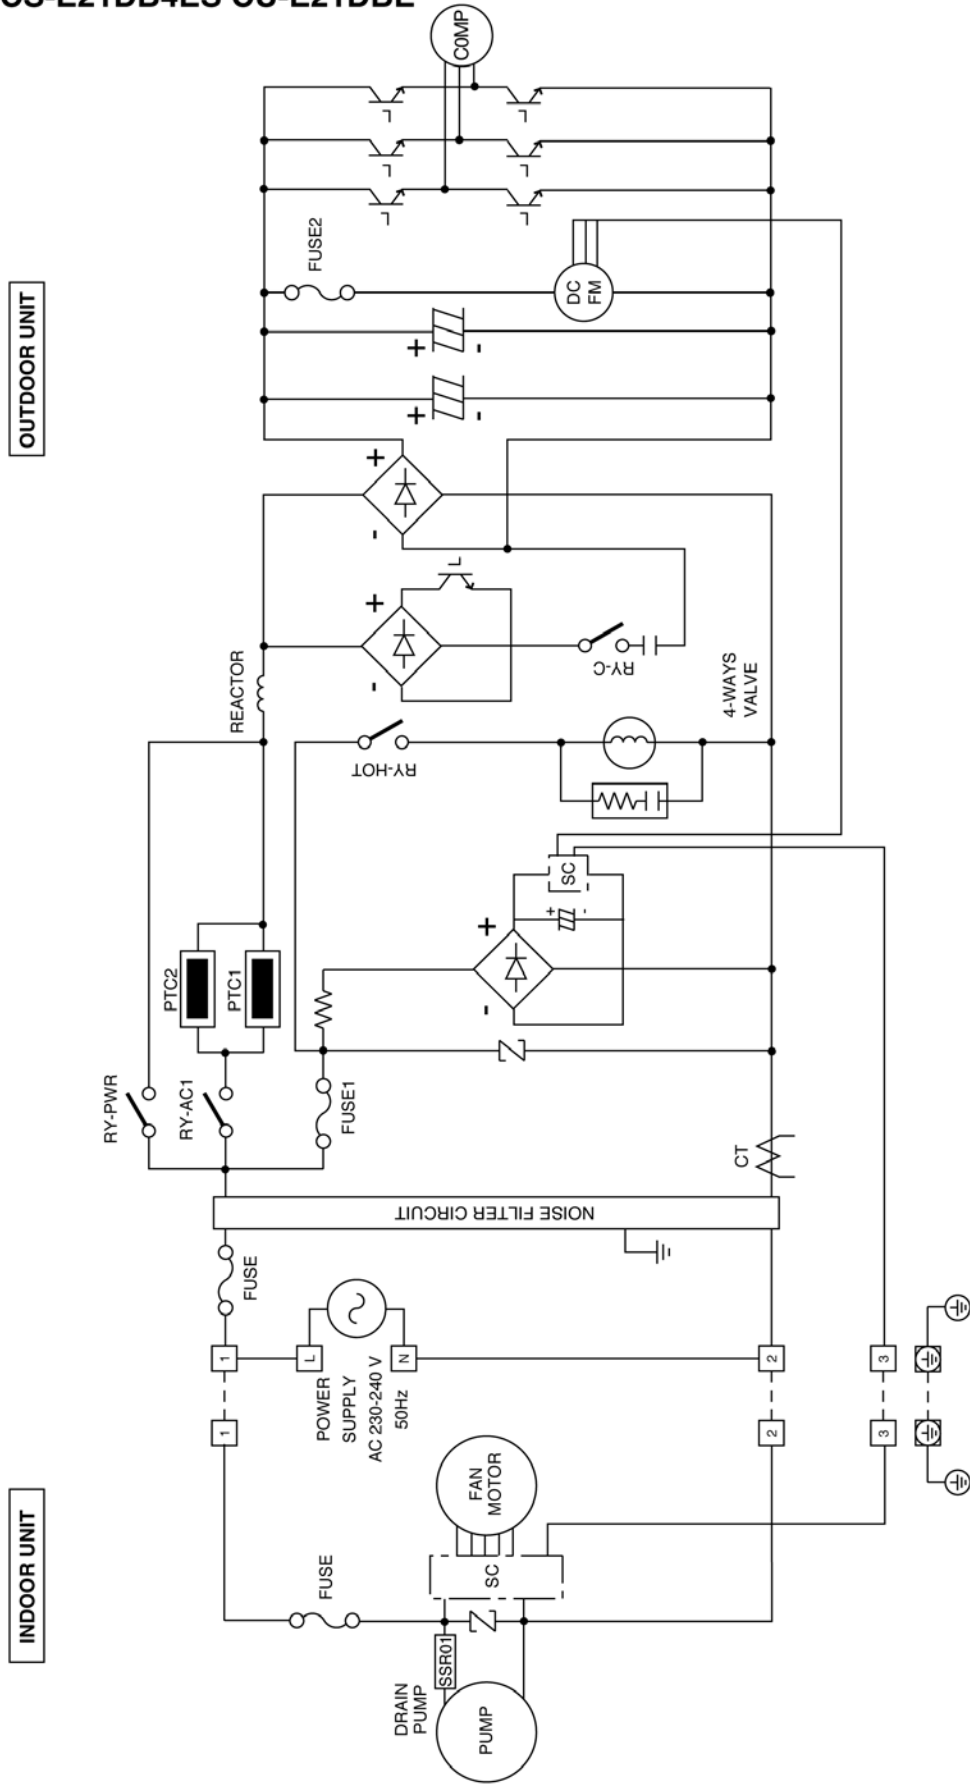 CS-E21DB4ES CU-E21DBE
OUTDOOR UNIT
COMP
L
L
L
L
L
L
FUSE2
DC
FM
+
-
+
-
+
-
L
+
-
RY-C
REACTOR
4-WAYS
VALVE
RY-HOT
SC
+
-
+
-
PTC2
PTC1
RY-PWR
RY-AC1
FUSE1
CT
NOISE FILTER CIRCUIT
FUSE
1
L
N
2
3
POWER
SUPPLY
AC 230-240 V
50Hz
1
2
3
INDOOR UNIT
FAN
MOTOR
SC
FUSE
SSR01
DRAIN
PUMP
PUMP